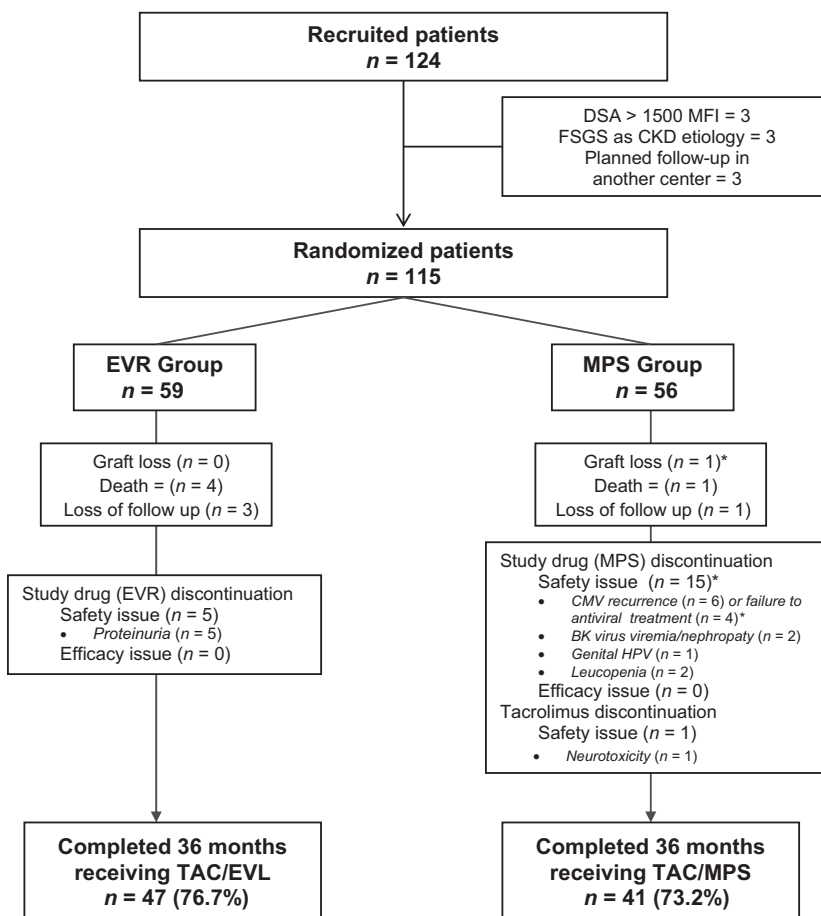 Recruited patients
n = 124
DSA > 1500 MFI = 3
FSGS as CKD etiology = 3
Planned follow-up in
another center = 3
Randomized patients
n = 115
EVR Group
n = 59
Graft loss (n = 0)
Death = (n = 4)
Loss of follow up (n = 3)
Study drug (EVR) discontinuation
Safety issue (n = 5)
• Proteinuria (n = 5)
Efficacy issue (n = 0)
Completed 36 months
receiving TAC/EVL
n = 47 (76.7%)
MPS Group
n = 56
Graft loss (n = 1)*
Death = (n = 1)
Loss of follow up (n = 1)
Study drug (MPS) discontinuation
Safety issue (n = 15)*
• CMV recurrence (n = 6) or failure to
antiviral treatment (n = 4)*
• BK virus viremia/nephropaty (n = 2)
• Genital HPV (n = 1)
• Leucopenia (n = 2)
Efficacy issue (n = 0)
Tacrolimus discontinuation
Safety issue (n = 1)
• Neurotoxicity (n = 1)
Completed 36 months
receiving TAC/MPS
n = 41 (73.2%)